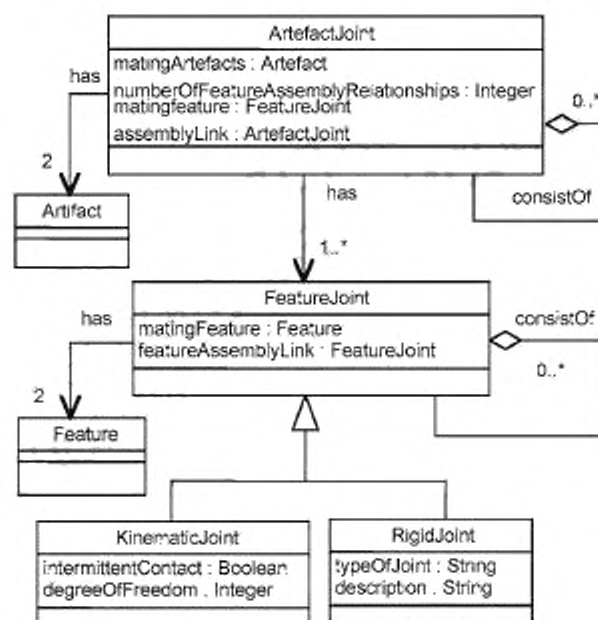 ArtefactJoint
matingArtefacts : Artefact
numberOfFeatureAssemblyRelationships : Integer
matingfeature : FeatureJoint
assemblyLink : ArtefactJoint
has
0..*
2
has
consistOf
Artifact
1..*
FeatureJoint
has
matingFeature : Feature
featureAssemblyLink : FeatureJoint
consistOf
0..*
2
Feature
KinematicJoint
RigidJoint
intermittentContact : Boolean
degreeOfFreedom . Integer
typeOfJoint : String
description . String